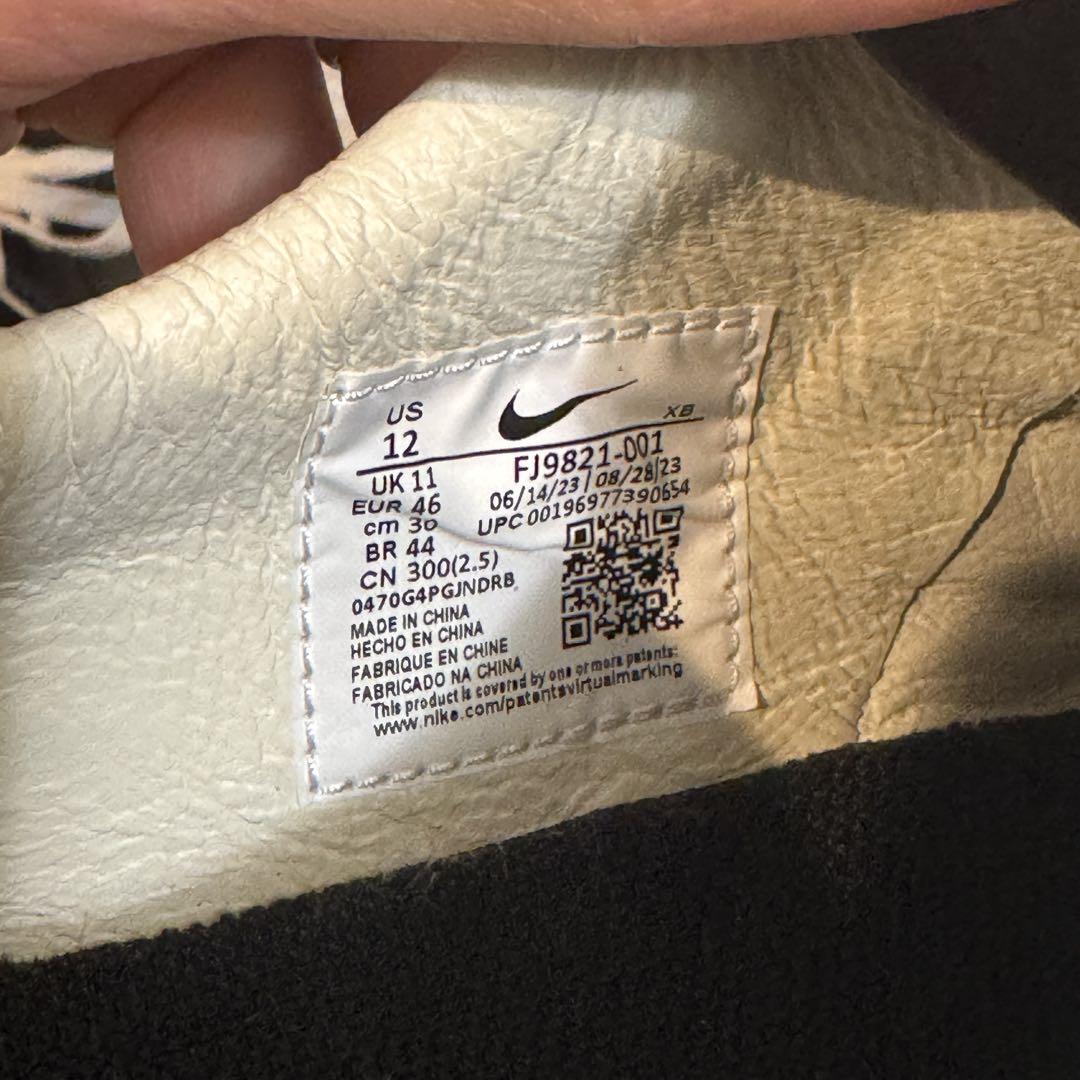 US
12
XB
UK 11
EUR 46
cm 30
BR 44
CN 300(2.5)
FJ9821-001
06/14/23 | 08/28/23
UPC 00196977390654
0470G4PGJNDRB
MADE IN CHINA
HECHO EN CHINA
FABRIQUE EN CHINE
FABRICADO NA CHINA
This product is covered by one or more patents:
www.nike.com/patentsvirtualmarking